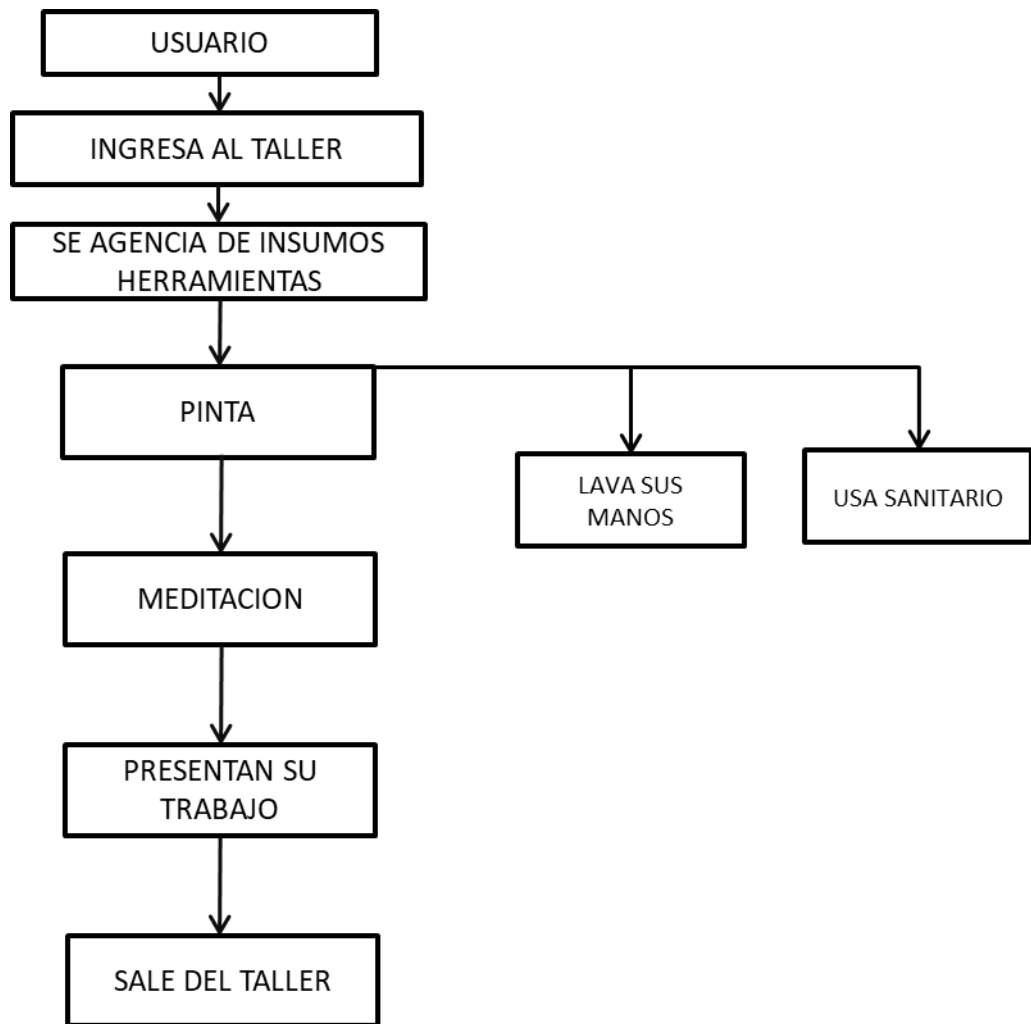 USUARIO
INGRESA AL TALLER
SE AGENCIA DE INSUMOS
HERRAMIENTAS
PINTA
LAVA SUS
MANOS
USA SANITARIO
MEDITACION
PRESENTAN SU
TRABAJO
SALE DEL TALLER